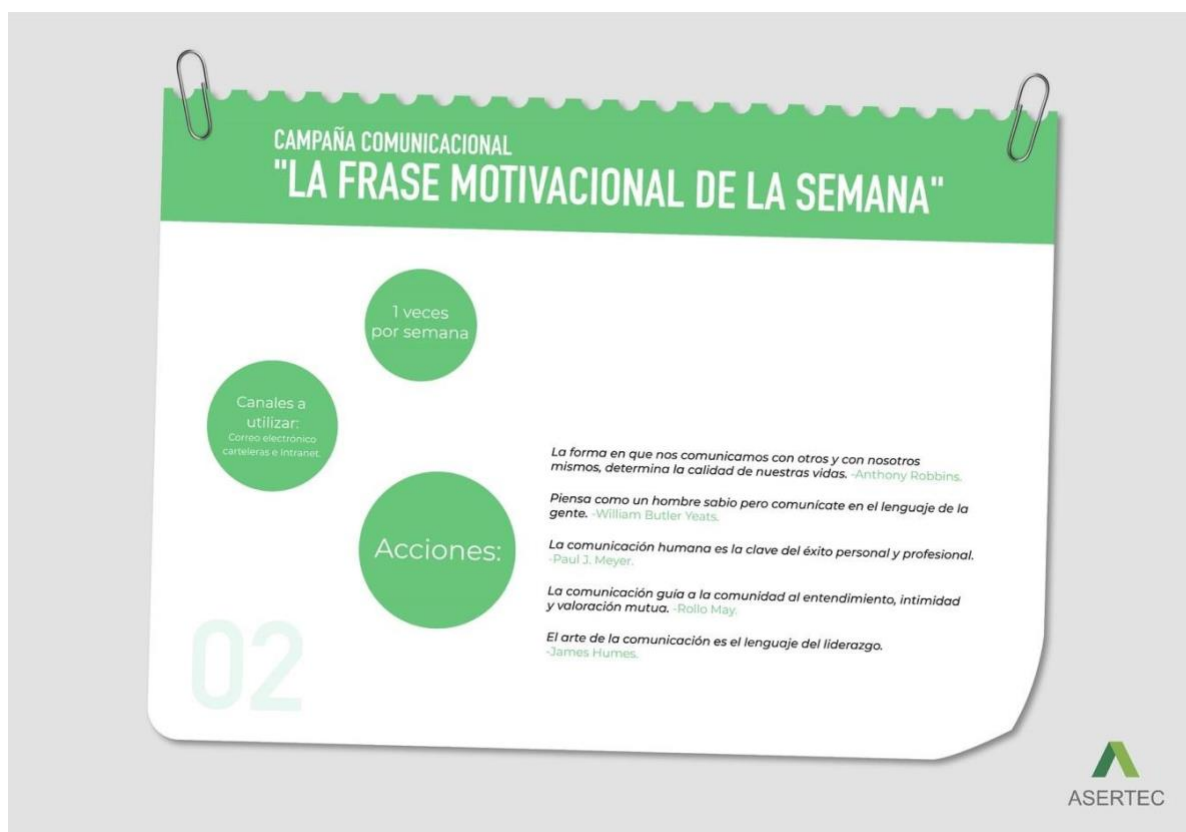 CAMPAÑA COMUNICACIONAL
"LA FRASE MOTIVACIONAL DE LA SEMANA"
1 veces
por semana
Canales a
utilizar:
Correo electrónico
carteleras e Intranet.
Acciones:
La forma en que nos comunicamos con otros y con nosotros
mismos, determina la calidad de nuestras vidas. -Anthony Robbins.
Piensa como un hombre sabio pero comunícate en el lenguaje de la
gente. -William Butler Yeats.
La comunicación humana es la clave del éxito personal y profesional.
-Paul J. Meyer.
La comunicación guía a la comunidad al entendimiento, intimidad
y valoración mutua. -Rollo May.
El arte de la comunicación es el lenguaje del liderazgo.
-James Humes.
02
ASERTEC